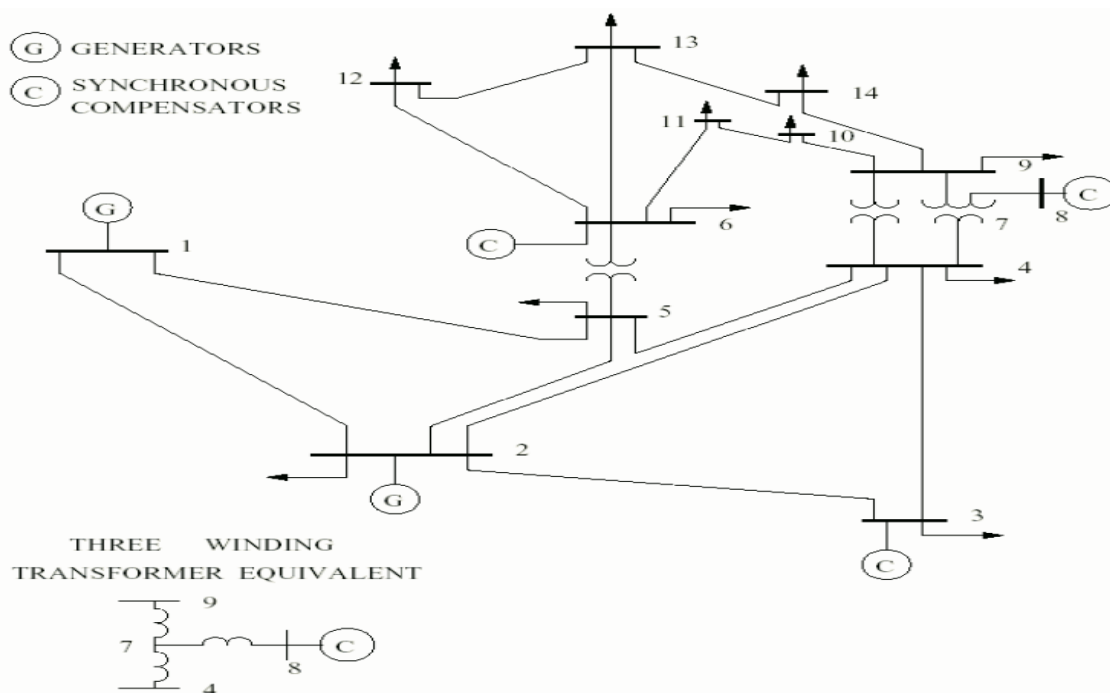 G GENERATORS
C SYNCHRONOUS
COMPENSATORS
13
12
14
11
10
9
G
C
8
7
1
6
C
4
5
2
G
3
C
THREE WINDING
TRANSFORMER EQUIVALENT
9
7
C
8
4